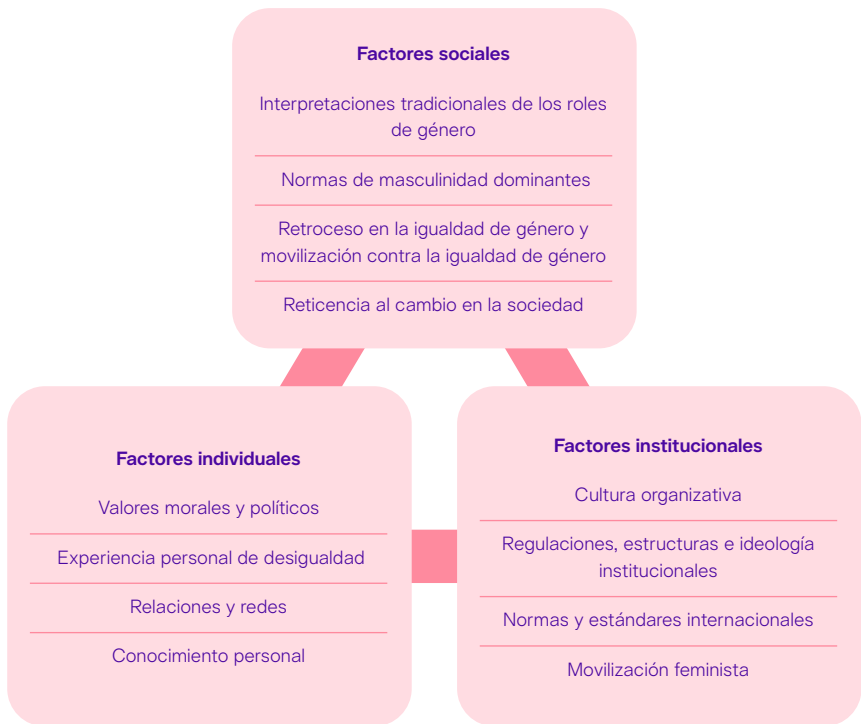 Factores sociales
Interpretaciones tradicionales de los roles
de género
Normas de masculinidad dominantes
Retroceso en la igualdad de género y
movilización contra la igualdad de género
Reticencia al cambio en la sociedad
Factores individuales
Valores morales y políticos
Experiencia personal de desigualdad
Relaciones y redes
Conocimiento personal
Factores institucionales
Cultura organizativa
Regulaciones, estructuras e ideología
institucionales
Normas y estándares internacionales
Movilización feminista